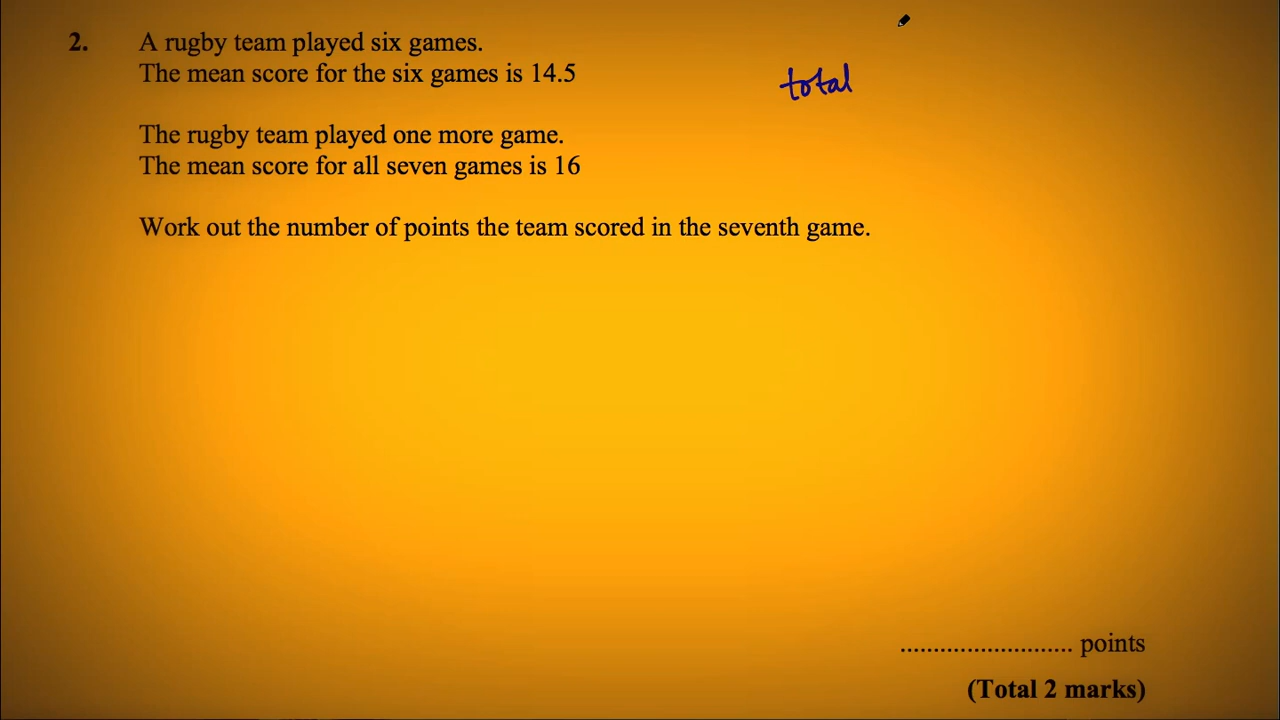 2. A rugby team played six games.
The mean score for the six games is 14.5
total
The rugby team played one more game.
The mean score for all seven games is 16
Work out the number of points the team scored in the seventh game.
.......................... points
(Total 2 marks)